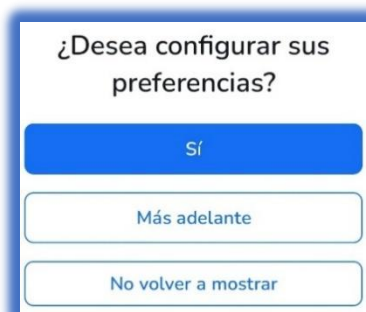 ¿Desea configurar sus
preferencias?
Sí
Más adelante
No volver a mostrar